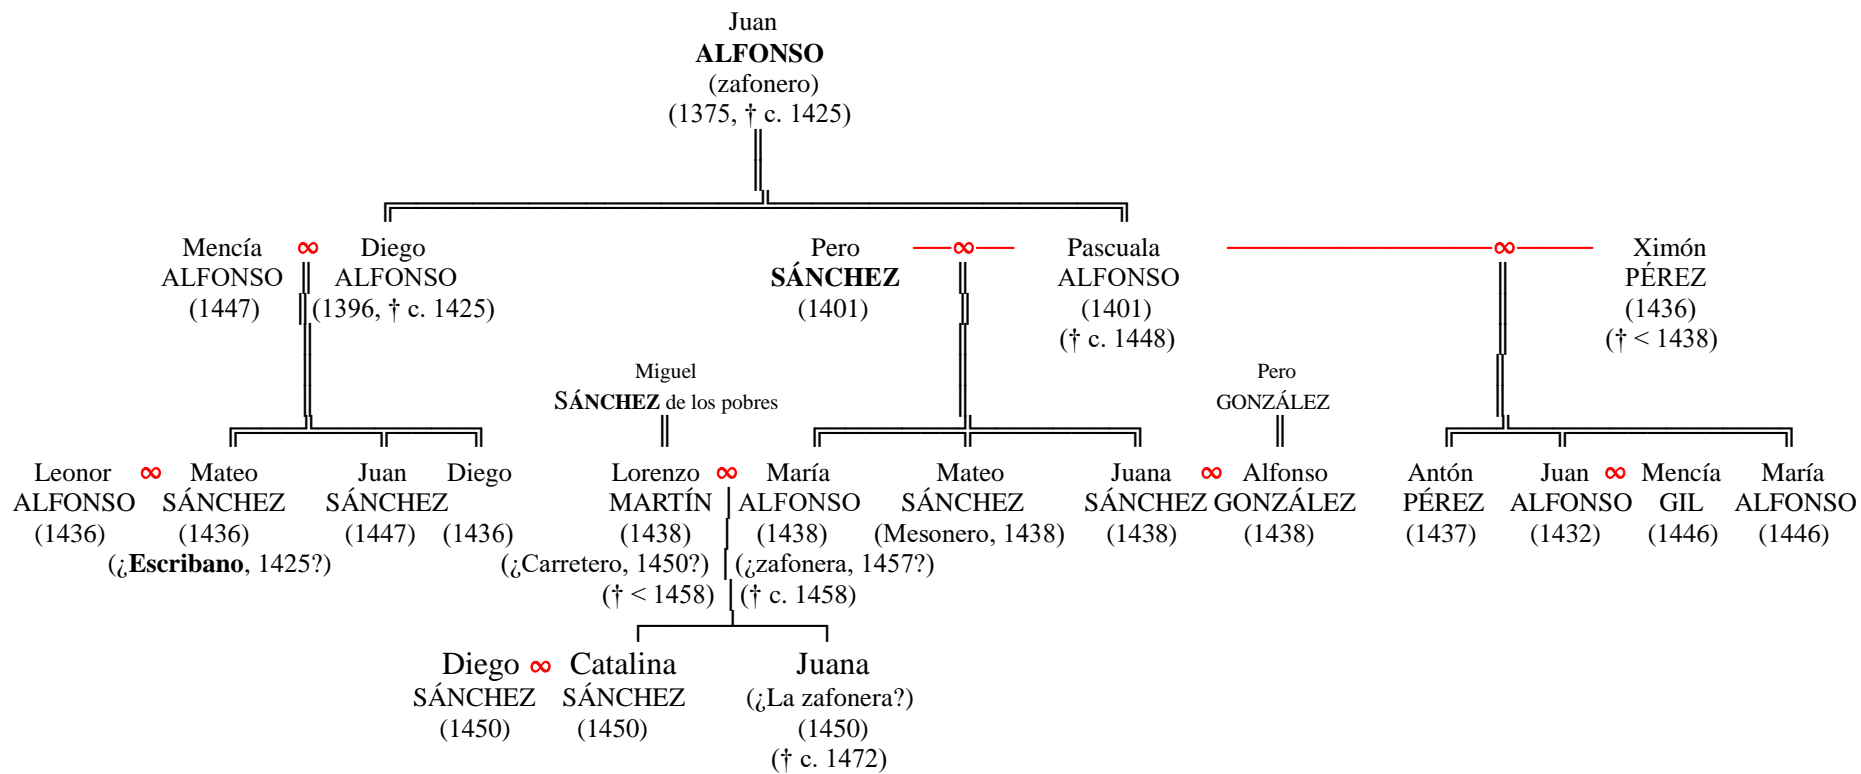 Juan
ALFONSO
(zafonero)
(1375, † c. 1425)
Mencía ∞ Diego Pero ∞ Pascuala ∞ Ximón
ALFONSO ALFONSO SÁNCHEZ ALFONSO PÉREZ
(1447) (1396, † c. 1425) (1401) (1401) (1436)
(† c. 1448) († < 1438)
Miguel Pero
SÁNCHEZ de los pobres GONZÁLEZ
Leonor ∞ Mateo Juan Diego Lorenzo ∞ María Mateo Juana ∞ Alfonso Antón Juan ∞ Mencía María
ALFONSO SÁNCHEZ SÁNCHEZ MARTÍN ALFONSO SÁNCHEZ SÁNCHEZ GONZÁLEZ PÉREZ ALFONSO GIL ALFONSO
(1436) (1436) (1447) (1436) (1438) (1438) (Mesonero, 1438) (1438) (1438) (1437) (1432) (1446) (1446)
(¿Escribano, 1425?) (¿Carretero, 1450?) (¿zafonera, 1457?)
(† < 1458) († c. 1458)
Diego ∞ Catalina Juana
SÁNCHEZ SÁNCHEZ (¿La zafonera?)
(1450) (1450) (1450)
(† c. 1472)